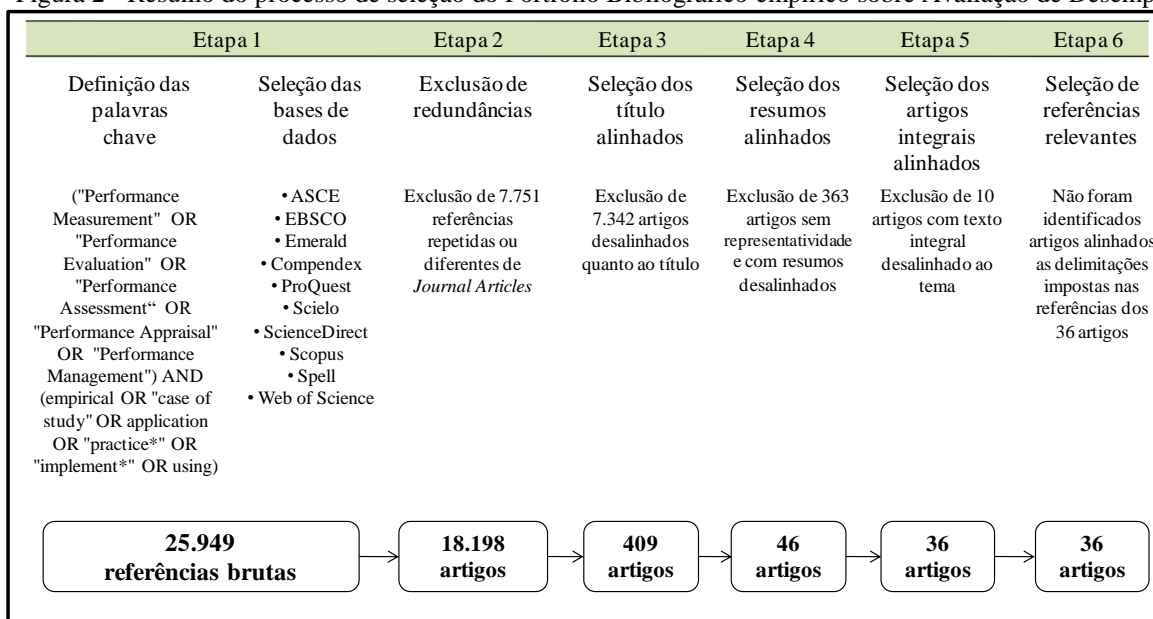 Figura 2 - Resumo do processo de seleção do Portfólio Bibliográfico empírico sobre Avaliação de
Etapa 1
Etapa 2
Etapa 3
Etapa 4
Etapa 5
Etapa 6
Definição das
palavras
chave
Seleção das
bases de
dados
Exclusão de
redundâncias
Seleção dos
título
alinhados
Seleção dos
resumos
alinhados
Seleção dos
artigos
integrais
alinhados
Seleção de
referências
relevantes
("Performance
Measurement" OR
"Performance
Evaluation" OR
"Performance
Assessment“ OR
"Performance Appraisal"
OR "Performance
Management") AND
(empirical OR "case of
study" OR application
OR "practice*" OR
"implement*" OR using)
• ASCE
• EBSCO
• Emerald
• Compendex
• ProQuest
• Scielo
• ScienceDirect
• Scopus
• Spell
• Web of Science
Exclusão de 7.751
referências
repetidas ou
diferentes de
Journal Articles
Exclusão de
7.342 artigos
desalinhados
quanto ao título
Exclusão de 363
artigos sem
representatividade
e com resumos
desalinhados
Exclusão de 10
artigos com texto
integral
desalinhado ao
tema
Não foram
identificados
artigos alinhados
as delimitações
impostas nas
referências dos
36 artigos
25.949
referências brutas
18.198
artigos
409
artigos
46
artigos
36
artigos
36
artigos